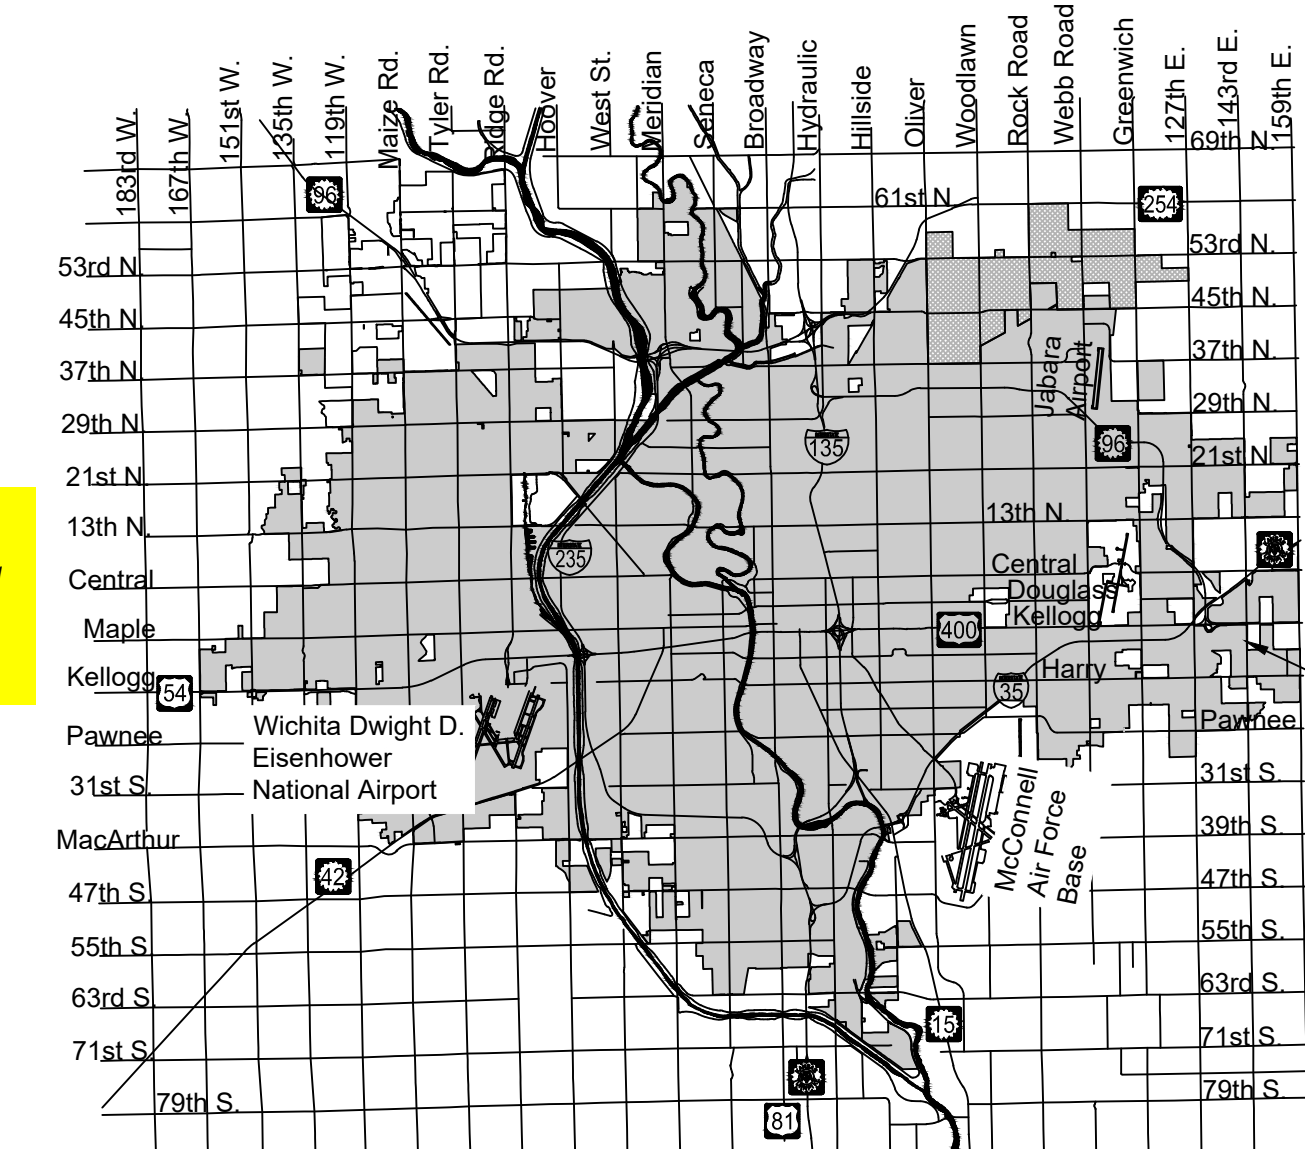 183rd W.
167th W.
151st W.
135th W.
119th W.
Maize Rd.
Tyler Rd.
Ridge Rd.
Hoover
West St.
Meridian
Seneca
Broadway
Hydraulic
Hillside
Oliver
Woodlawn
Rock Road
Webb Road
Greenwich
127th E.
143rd E.
159th E.
69th N.
96
61st N.
254
53rd N.
53rd N.
45th N.
45th N.
37th N.
37th N.
Jabara
Airport
29th N.
29th N.
135
96
21st N.
21st N.
13th N.
13th N.
235
Central
Central
Douglass
Kellogg
Maple
400
Kellogg
54
Harry
35
Pawnee
Pawnee
Wichita Dwight D.
Eisenhower
National Airport
31st S.
31st S.
McConnell
Air Force
Base
MacArthur
39th S.
42
47th S.
47th S.
55th S.
55th S.
63rd S.
63rd S.
15
71st S.
71st S.
79th S.
79th S.
81